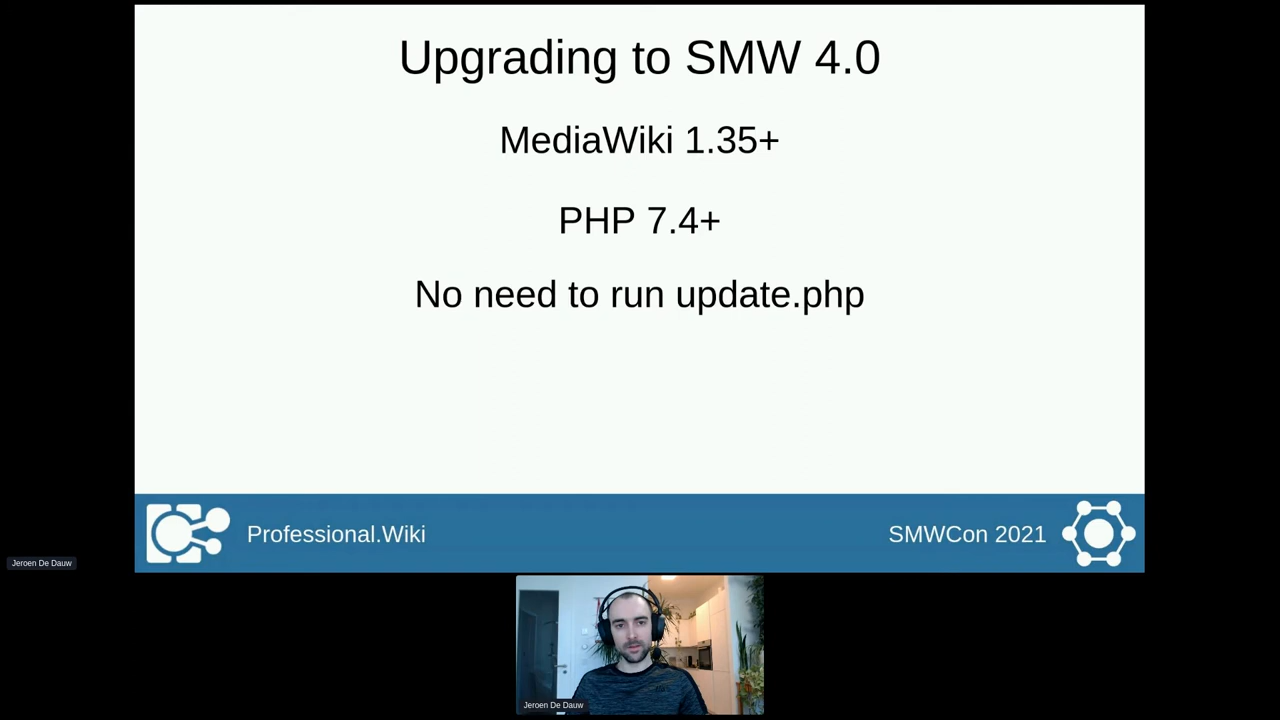 Upgrading to SMW 4.0
MediaWiki 1.35+
PHP 7.4+
No need to run update.php
Professional.Wiki
SMWCon 2021
Jeroen De Dauw
Jeroen De Dauw